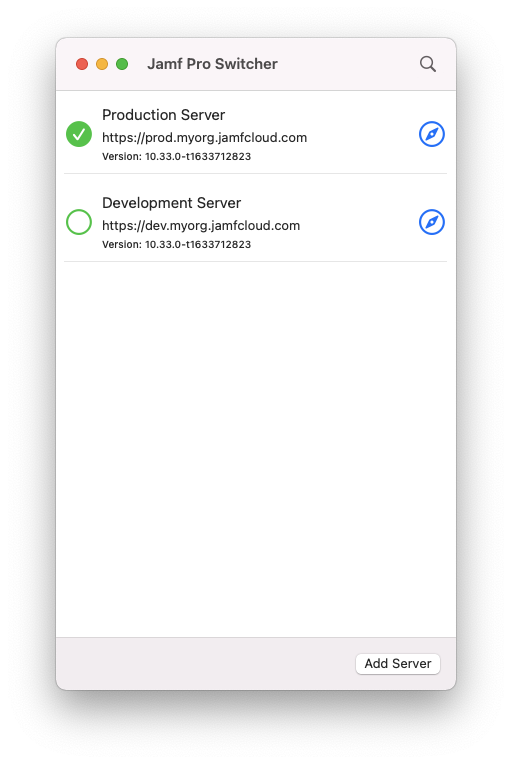 Jamf Pro Switcher
Production Server
https://prod.myorg.jamfcloud.com
Version: 10.33.0-t1633712823
Development Server
https://dev.myorg.jamfcloud.com
Version: 10.33.0-t1633712823
Add Server